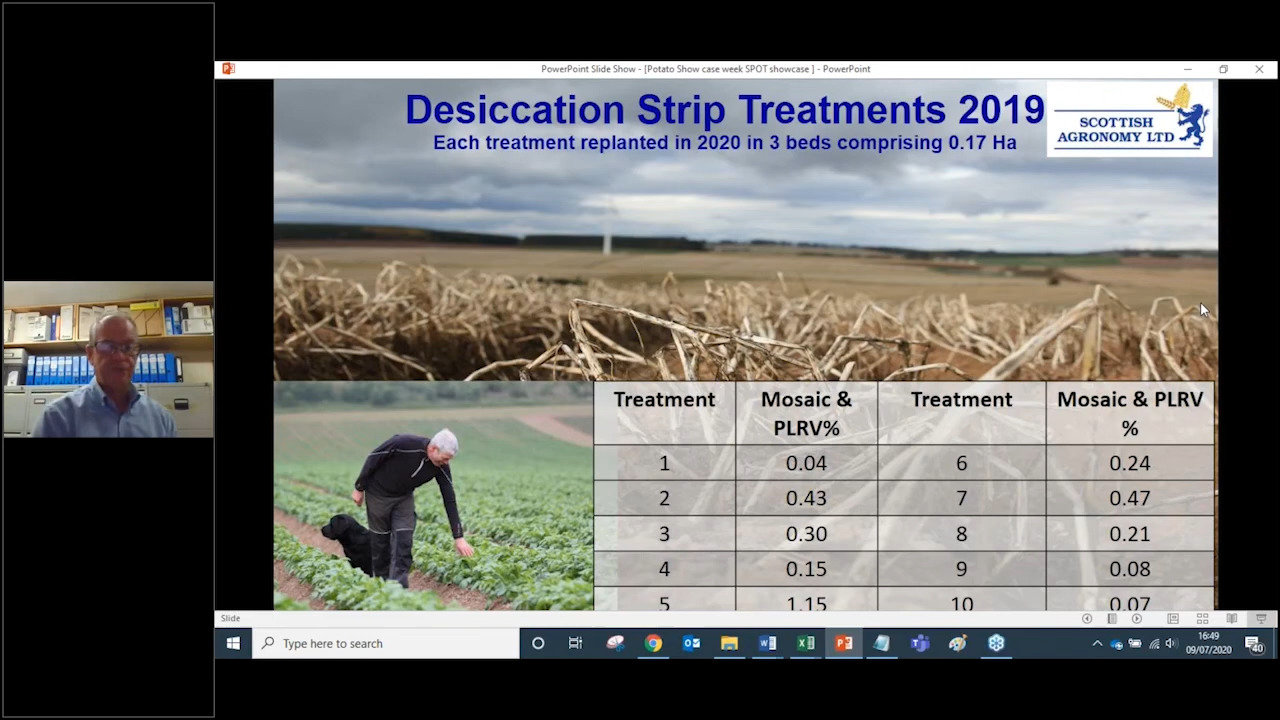 PowerPoint Slide Show - [Potato Show case week SPOT showcase ] - PowerPoint
Desiccation Strip Treatments 2019
Each treatment replanted in 2020 in 3 beds comprising 0.17 Ha
SCOTTISH
AGRONOMY LTD
Treatment Mosaic & PLRV% Treatment Mosaic & PLRV %
1 0.04 6 0.24
2 0.43 7 0.47
3 0.30 8 0.21
4 0.15 9 0.08
5 1.15 10 0.07
Slide
Type here to search
16:49
09/07/2020
40